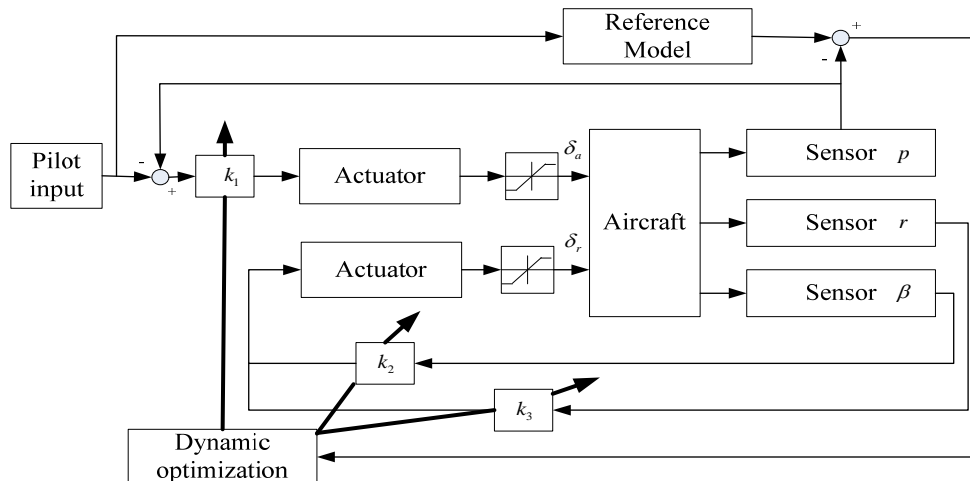 Reference
Model
+
-
Pilot
input
-
+
k₁
Actuator
δₐ
Aircraft
Sensor p
Sensor r
Sensor β
Actuator
δᵣ
k₂
k₃
Dynamic
optimization